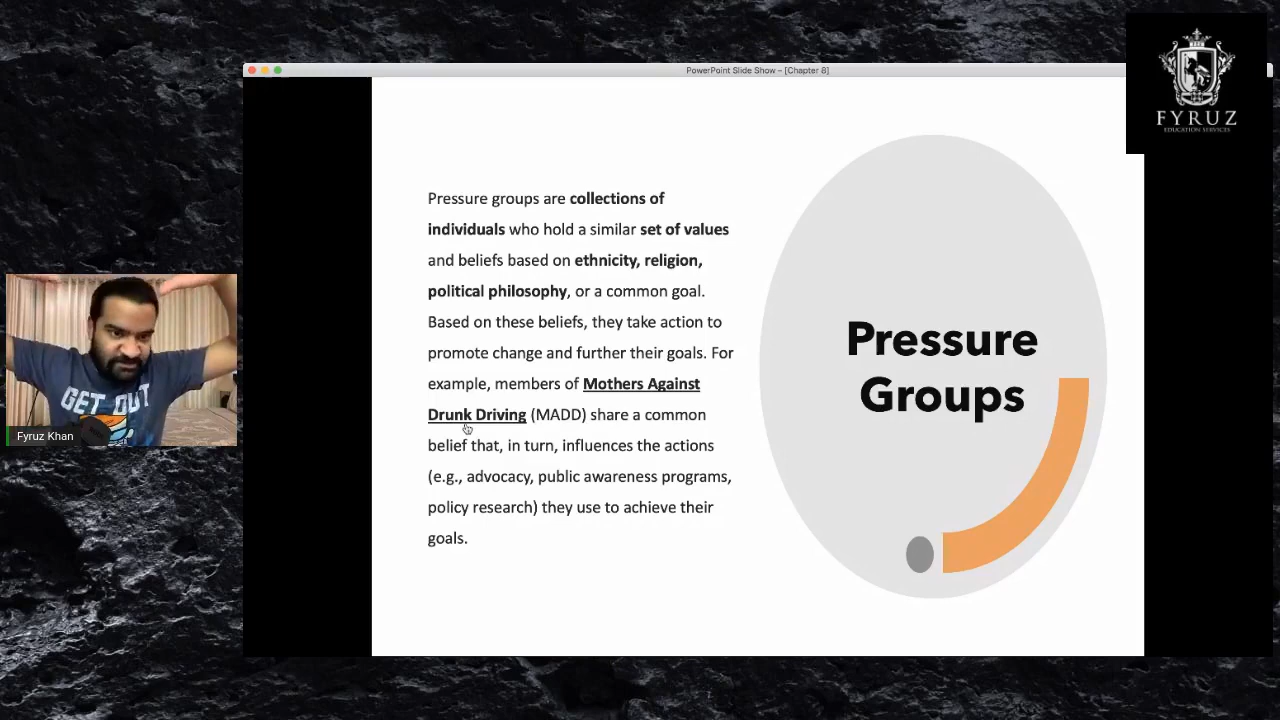 PowerPoint Slide Show – [Chapter 8]
FYRUZ
EDUCATION SERVICES
Pressure groups are collections of
individuals who hold a similar set of values
and beliefs based on ethnicity, religion,
political philosophy, or a common goal.
Based on these beliefs, they take action to
promote change and further their goals. For
example, members of Mothers Against
Drunk Driving (MADD) share a common
belief that, in turn, influences the actions
(e.g., advocacy, public awareness programs,
policy research) they use to achieve their
goals.
Pressure
Groups
GET OUT
Fyruz Khan